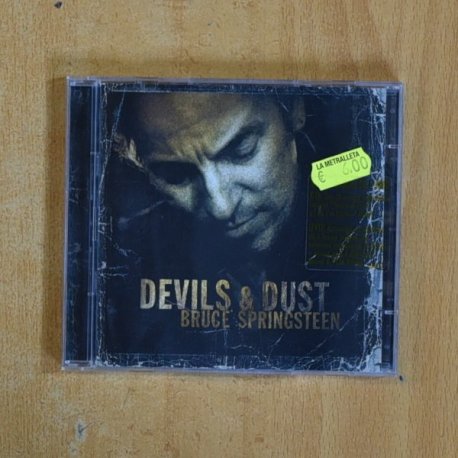 LA METRALLETA
€ 6.00
DEVILS & DUST
BRUCE SPRINGSTEEN